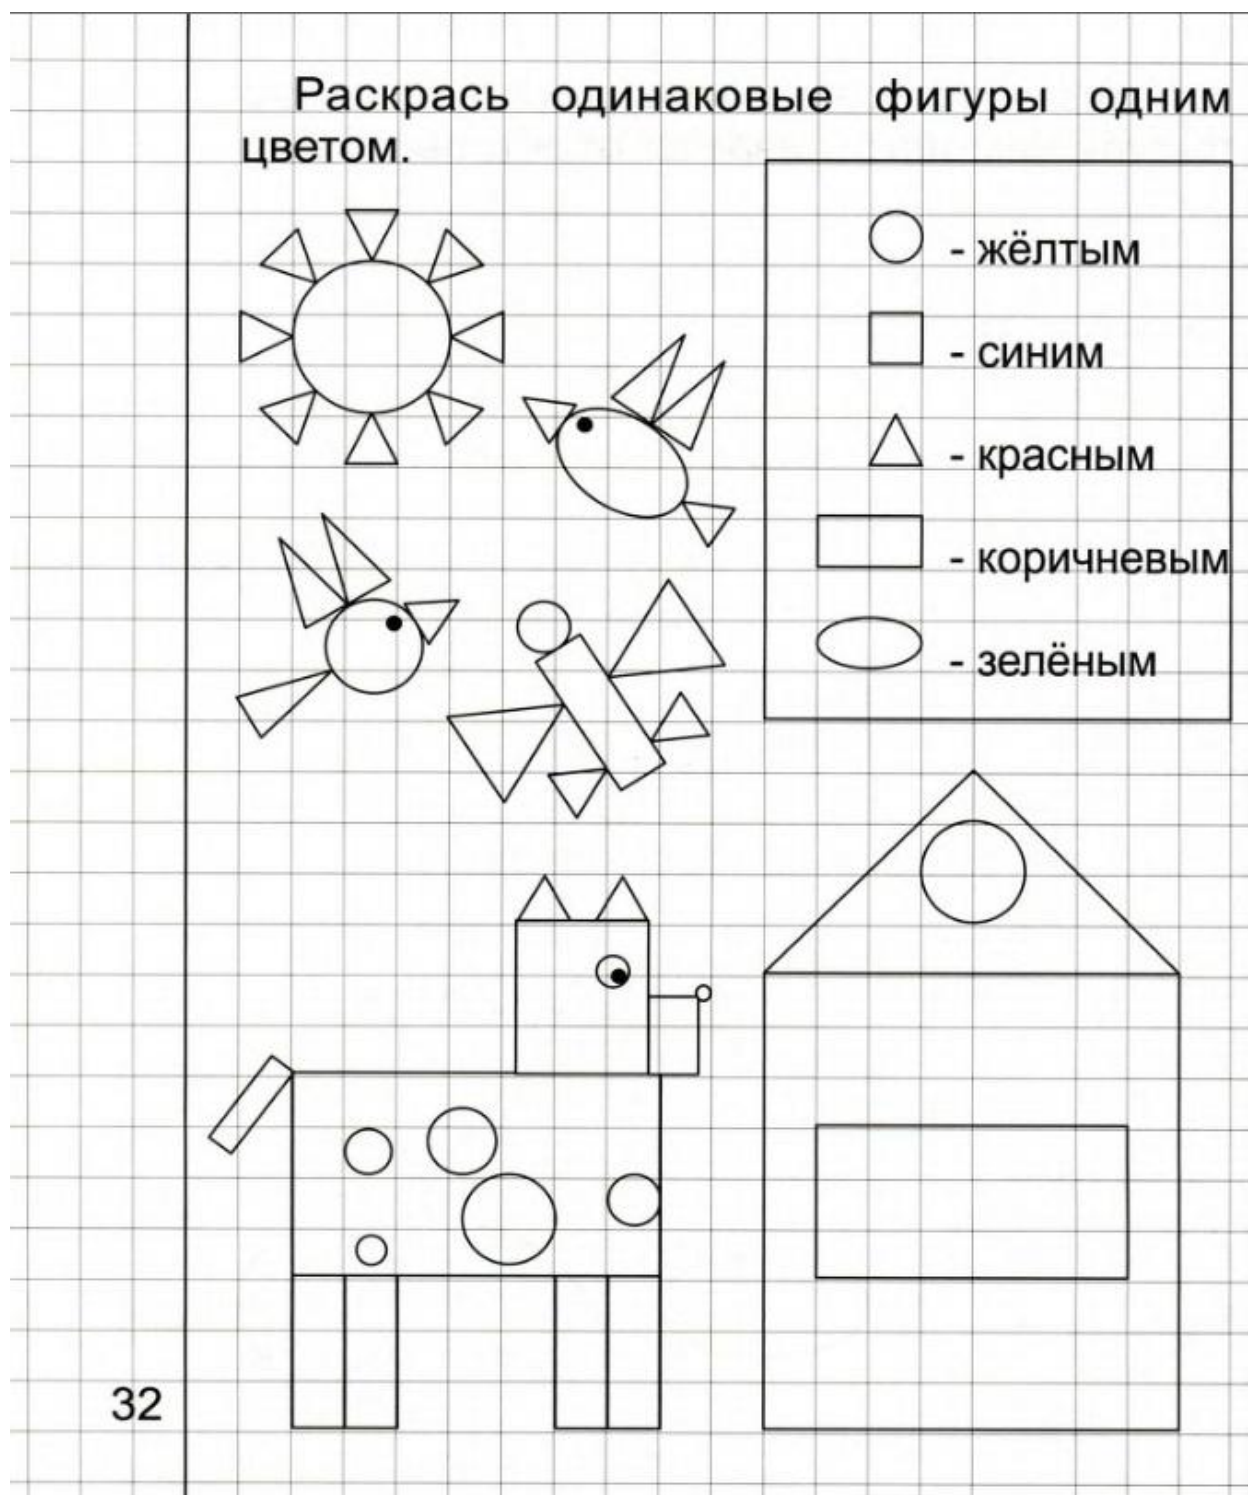 Раскрась одинаковые фигуры одним
цветом.
- жёлтым
- синим
- красным
- коричневым
- зелёным
32